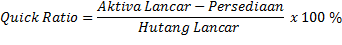 Quick Ratio = Aktiva Lancar − Persediaan / Hutang Lancar x 100 %